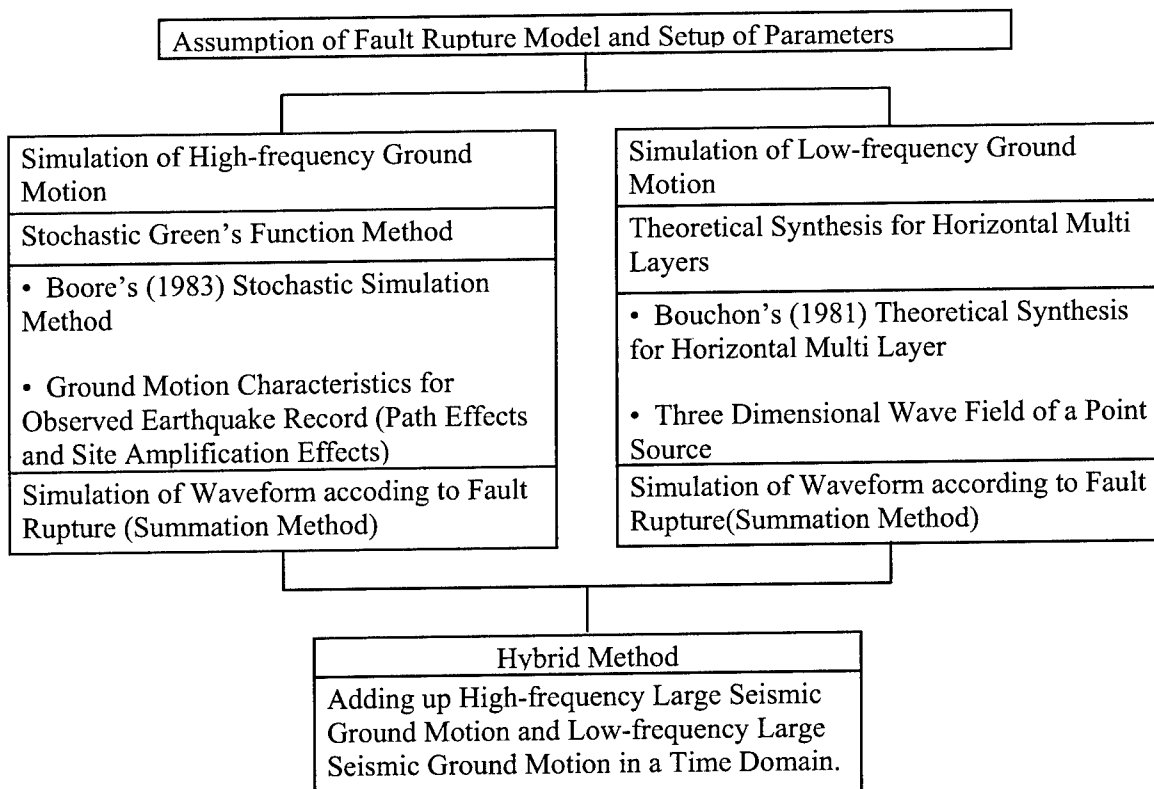 Assumption of Fault Rupture Model and Setup of Parameters
Simulation of High-frequency Ground
Motion
Stochastic Green's Function Method
• Boore's (1983) Stochastic Simulation
Method
• Ground Motion Characteristics for
Observed Earthquake Record (Path Effects
and Site Amplification Effects)
Simulation of Waveform accoding to Fault
Rupture (Summation Method)
Simulation of Low-frequency Ground
Motion
Theoretical Synthesis for Horizontal Multi
Layers
• Bouchon's (1981) Theoretical Synthesis
for Horizontal Multi Layer
• Three Dimensional Wave Field of a Point
Source
Simulation of Waveform according to Fault
Rupture(Summation Method)
Hybrid Method
Adding up High-frequency Large Seismic
Ground Motion and Low-frequency Large
Seismic Ground Motion in a Time Domain.